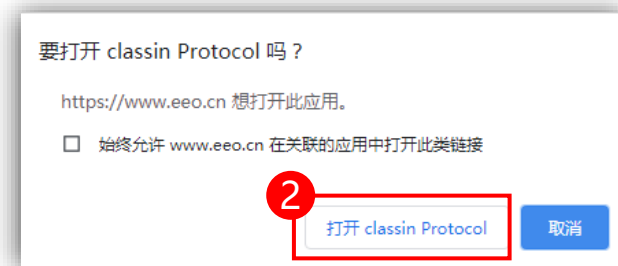 要打开 classin Protocol 吗？
https://www.eeo.cn 想打开此应用。
始终允许 www.eeo.cn 在关联的应用中打开此类链接
2
打开 classin Protocol
取消